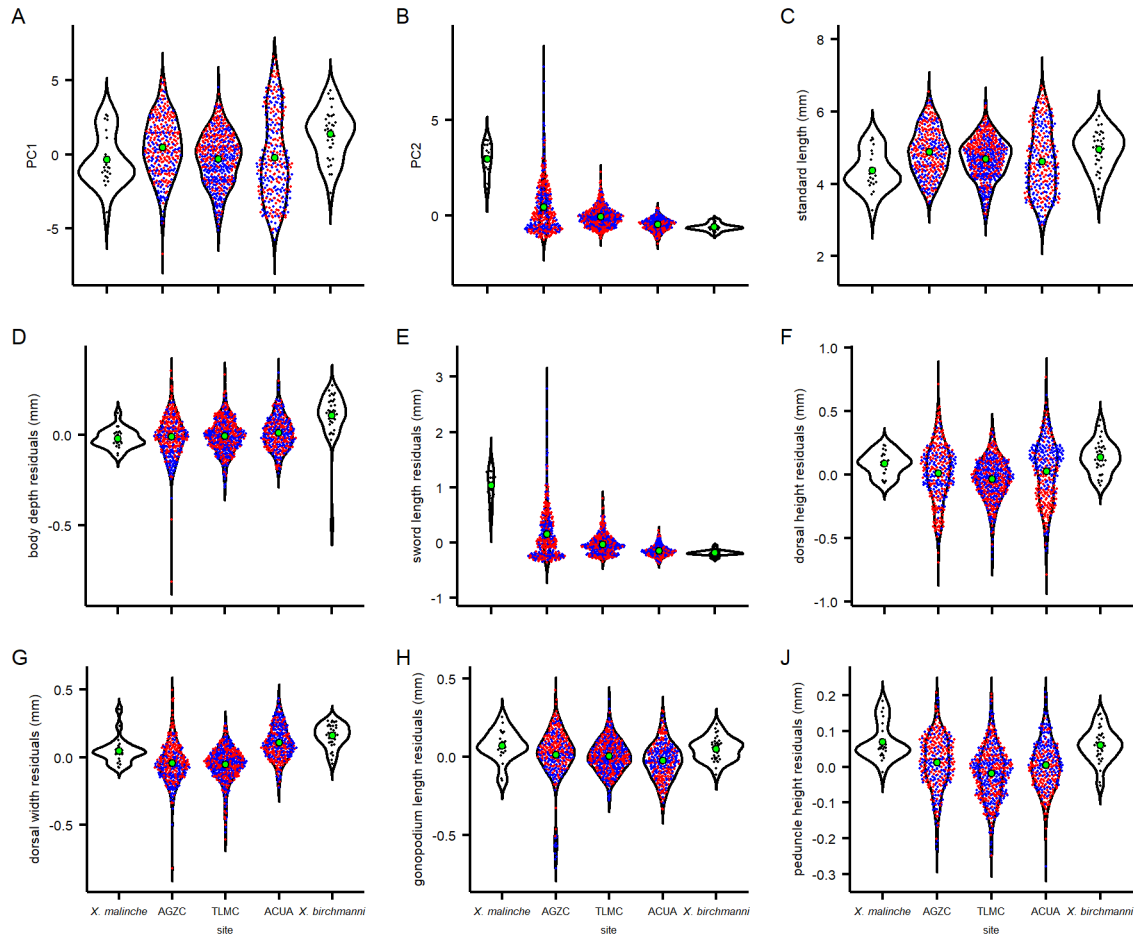 A
B
C
PC1
5
0
-5
PC2
5
0
standard length (mm)
8
6
4
2
D
E
F
body depth residuals (mm)
0.0
-0.5
sword length residuals (mm)
3
2
1
0
-1
dorsal height residuals (mm)
1.0
0.5
0.0
-0.5
-1.0
G
H
J
dorsal width residuals (mm)
0.5
0.0
-0.5
gonopodium length residuals (mm)
0.5
0.0
-0.5
peduncle height residuals (mm)
0.2
0.1
0.0
-0.1
-0.2
-0.3
X. malinche AGZC TLMC ACUA X. birchmanni
site
X. malinche AGZC TLMC ACUA X. birchmanni
site
X. malinche AGZC TLMC ACUA X. birchmanni
site